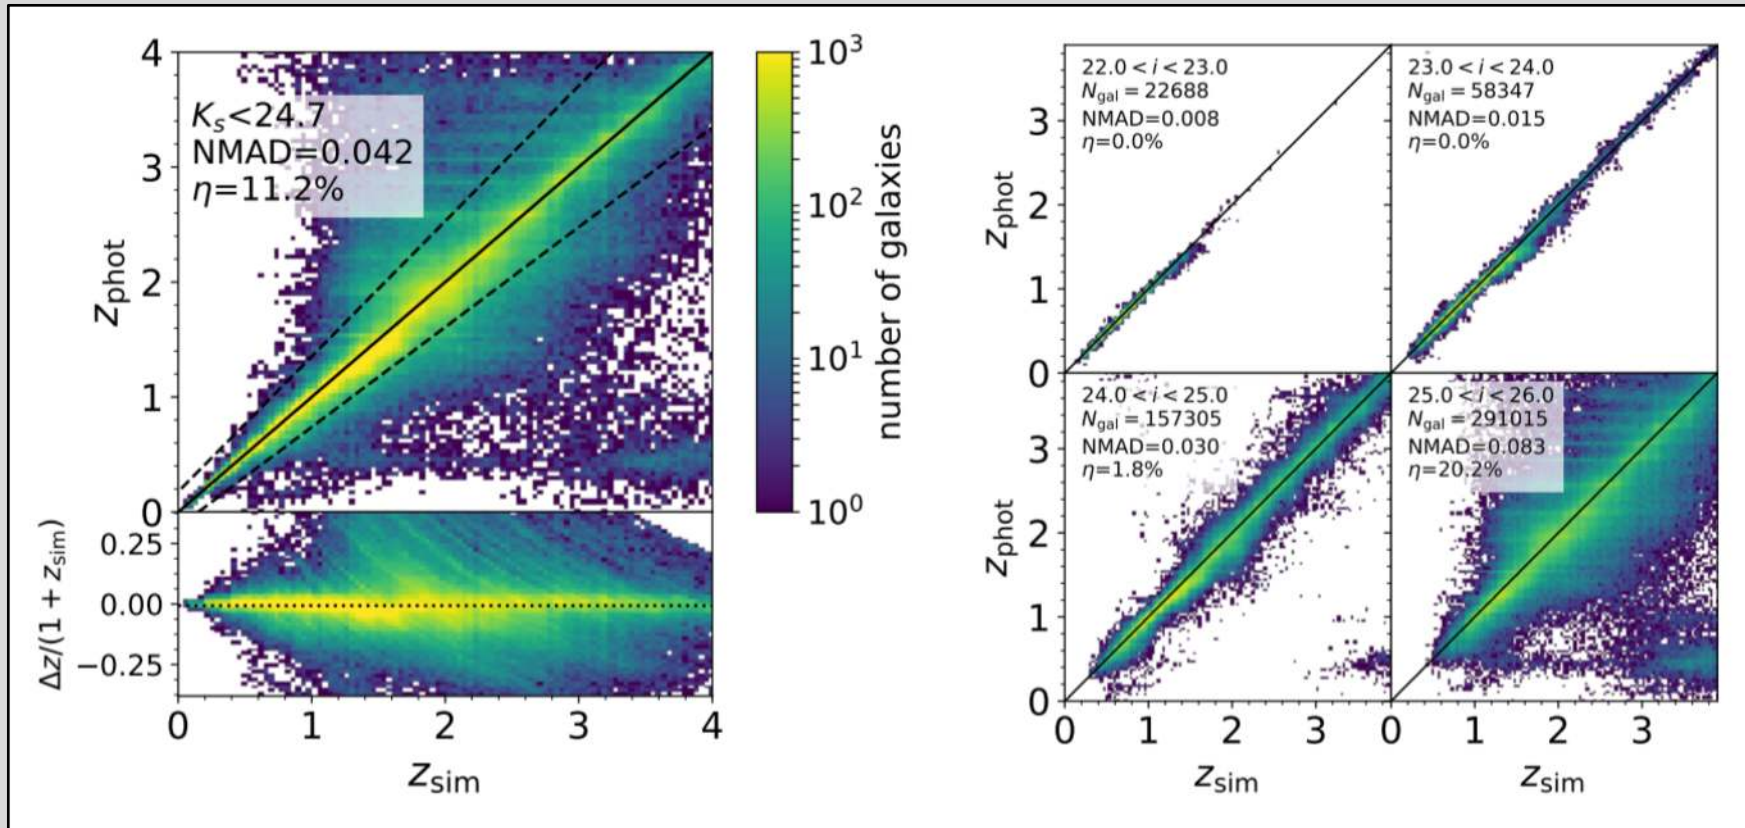 4
3
2
1
0
z_phot
K_s<24.7
NMAD=0.042
η=11.2%
0.25
0.00
−0.25
Δz/(1 + z_sim)
0 1 2 3 4
z_sim
10^3
10^2
10^1
10^0
number of galaxies
3
2
1
0
z_phot
22.0 < i < 23.0
N_gal = 22688
NMAD=0.008
η=0.0%
23.0 < i < 24.0
N_gal = 58347
NMAD=0.015
η=0.0%
3
2
1
0
z_phot
24.0 < i < 25.0
N_gal = 157305
NMAD=0.030
η=1.8%
25.0 < i < 26.0
N_gal = 291015
NMAD=0.083
η=20.2%
0 1 2 3 0 1 2 3
z_sim z_sim